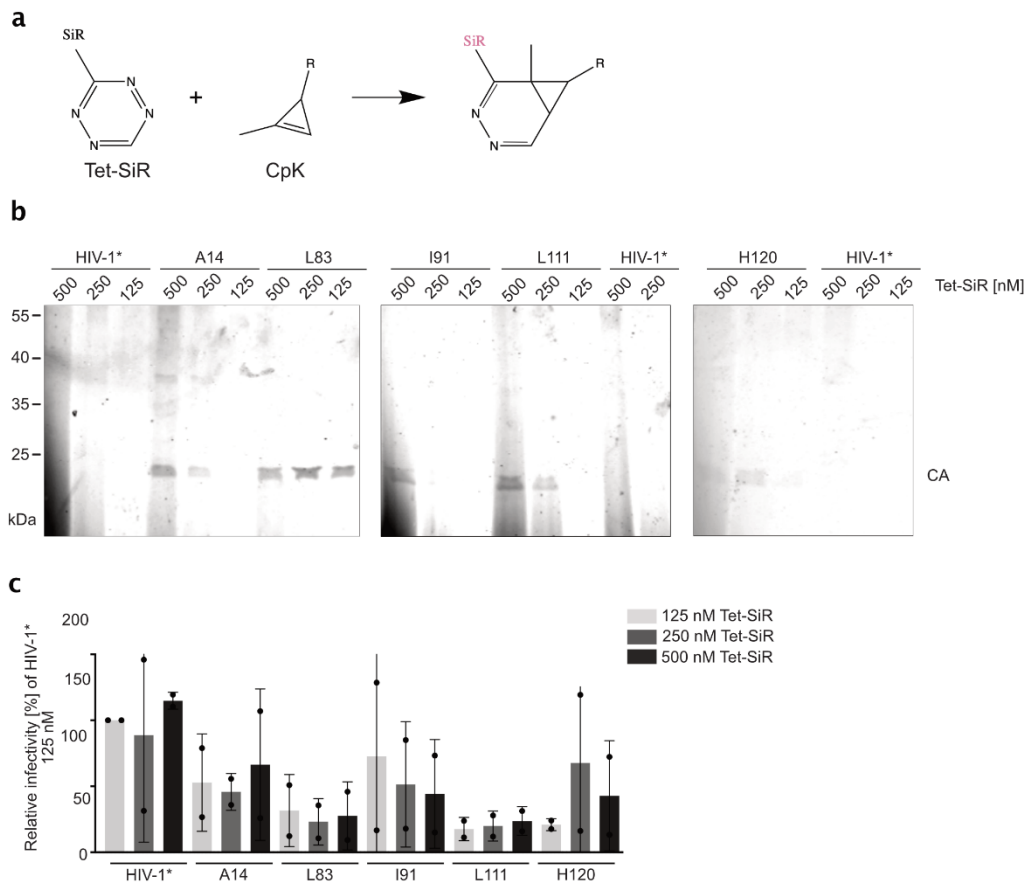 a
SiR
N
N
N
N
Tet-SiR
+
R
CpK
SiR
N
N
R
b
HIV-1* A14 L83 I91 L111 HIV-1* H120 HIV-1*
500 250 125 500 250 125 500 250 125 500 250 125 500 250 125 500 250 500 250 125 500 250 125 Tet-SiR [nM]
55
40
35
25
kDa
CA
c
Relative infectivity [%] of HIV-1*
125 nM
200
150
100
50
0
125 nM Tet-SiR
250 nM Tet-SiR
500 nM Tet-SiR
HIV-1* A14 L83 I91 L111 H120